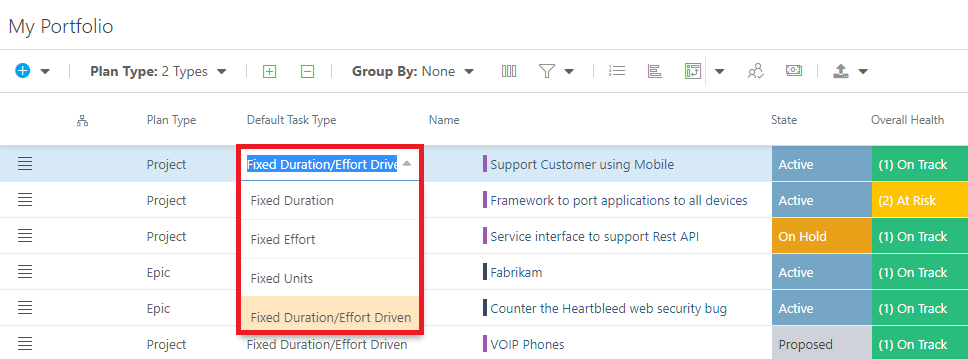 My Portfolio
Plan Type: 2 Types Group By: None
Plan Type Default Task Type Name State Overall Health
Project Fixed Duration/Effort Drive Support Customer using Mobile Active (1) On Track
Project Fixed Duration Framework to port applications to all devices Active (2) At Risk
Project Fixed Effort Service interface to support Rest API On Hold (1) On Track
Epic Fixed Units Fabrikam Active (1) On Track
Epic Fixed Duration/Effort Driven Counter the Heartbleed web security bug Active (1) On Track
Project Fixed Duration/Effort Driven VOIP Phones Proposed (1) On Track